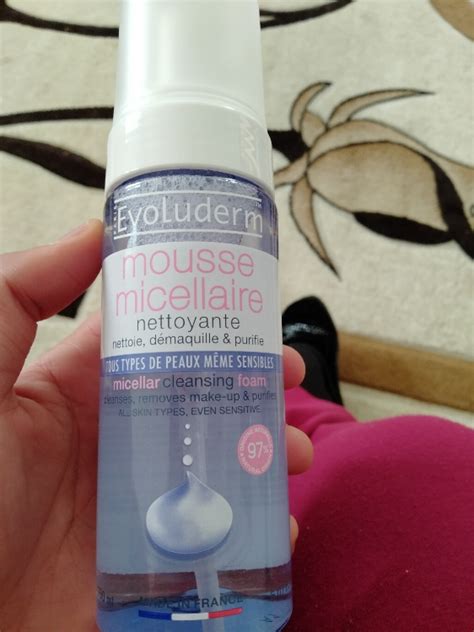 Evoluderm
mousse
micellaire
nettoyante
nettoie, démaquille & purifie
TOUS TYPES DE PEAUX MÊME SENSIBLES
micellar cleansing foam
cleanses, removes make-up & purifies
ALL SKIN TYPES, EVEN SENSITIVE
97%
MADE IN FRANCE